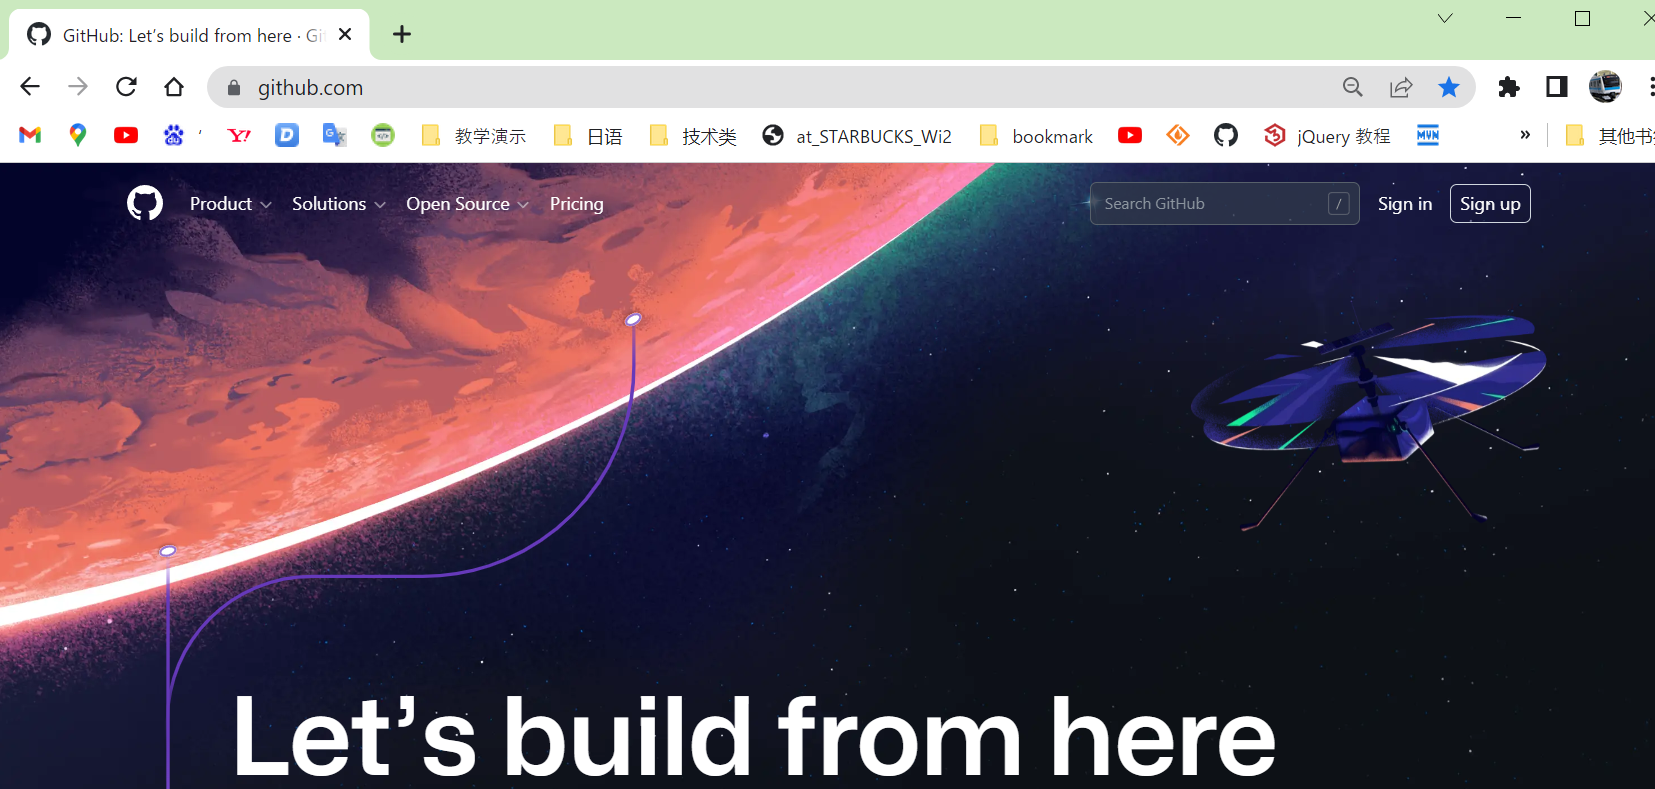 GitHub: Let's build from here · Gi
github.com
教学演示 日语 技术类 at_STARBUCKS_Wi2 bookmark jQuery 教程 MVN » 其他书
Product Solutions Open Source Pricing Search GitHub / Sign in Sign up
Let's build from here